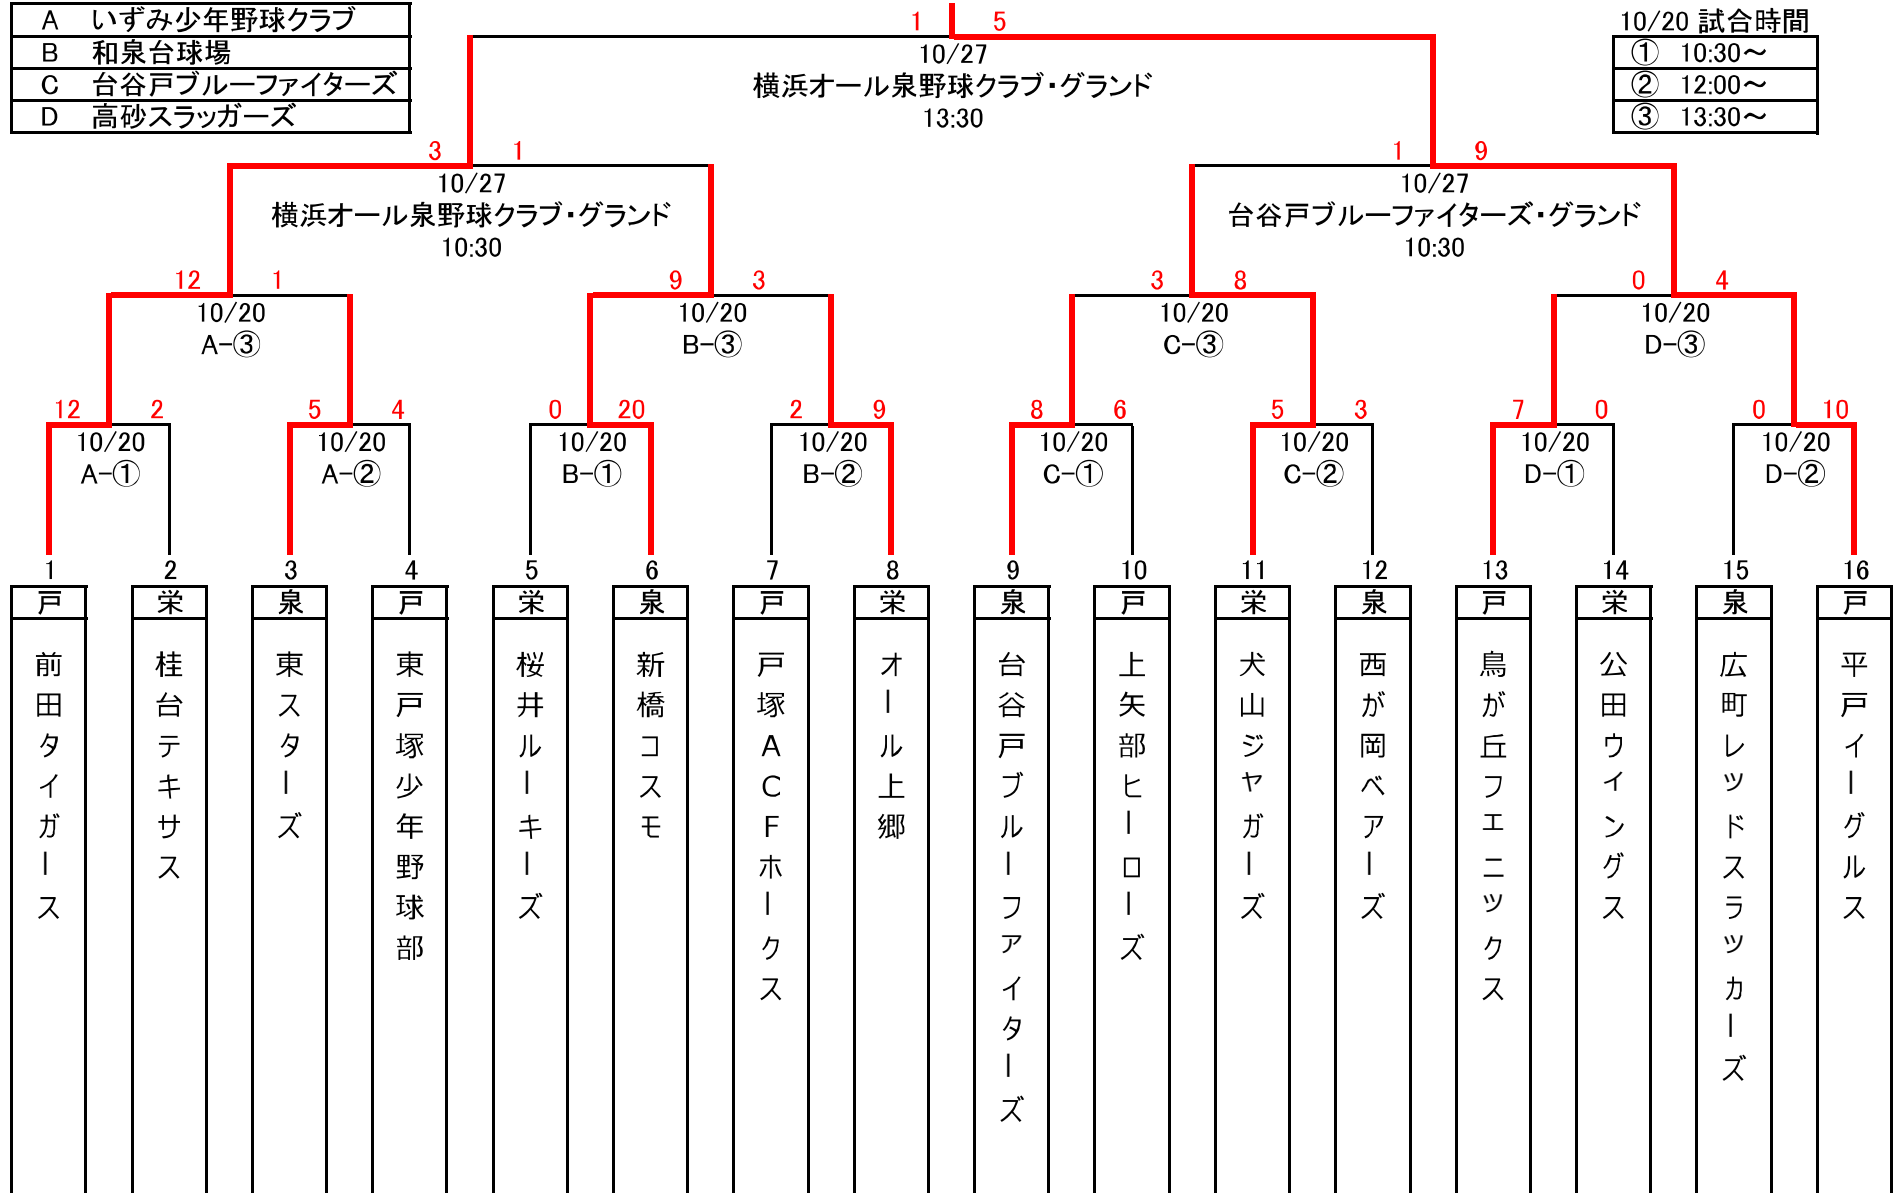 A いずみ少年野球クラブ
B 和泉台球場
C 台谷戸ブルーファイターズ
D 高砂スラッガーズ
10/20 試合時間
① 10:30～
② 12:00～
③ 13:30～
1 5
10/27
横浜オール泉野球クラブ・グランド
13:30
3 1
10/27
横浜オール泉野球クラブ・グランド
10:30
1 9
10/27
台谷戸ブルーファイターズ・グランド
10:30
12 1
10/20
A-③
9 3
10/20
B-③
3 8
10/20
C-③
0 4
10/20
D-③
12 2
10/20
A-①
5 4
10/20
A-②
0 20
10/20
B-①
2 9
10/20
B-②
8 6
10/20
C-①
5 3
10/20
C-②
7 0
10/20
D-①
0 10
10/20
D-②
1 2 3 4 5 6 7 8 9 10 11 12 13 14 15 16
戸 栄 泉 戸 栄 泉 戸 栄 泉 戸 栄 泉 戸 栄 泉 戸
前田タイガース
桂台テキサス
東スターズ
東戸塚少年野球部
桜井ルーキーズ
新橋コスモ
戸塚ACFホークス
オール上郷
台谷戸ブルーファイターズ
上矢部ヒーローズ
犬山ジヤガーズ
西が岡ベアーズ
鳥が丘フエニックス
公田ウイングス
広町レッドスラッカーズ
平戸イーグルス